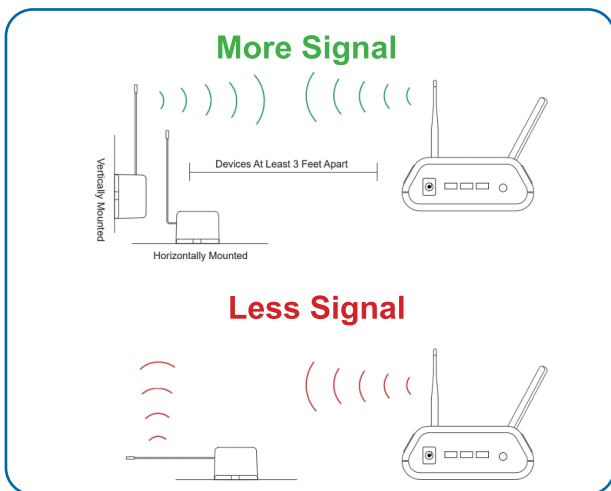 More Signal
Devices At Least 3 Feet Apart
Vertically Mounted
Horizontally Mounted
Less Signal